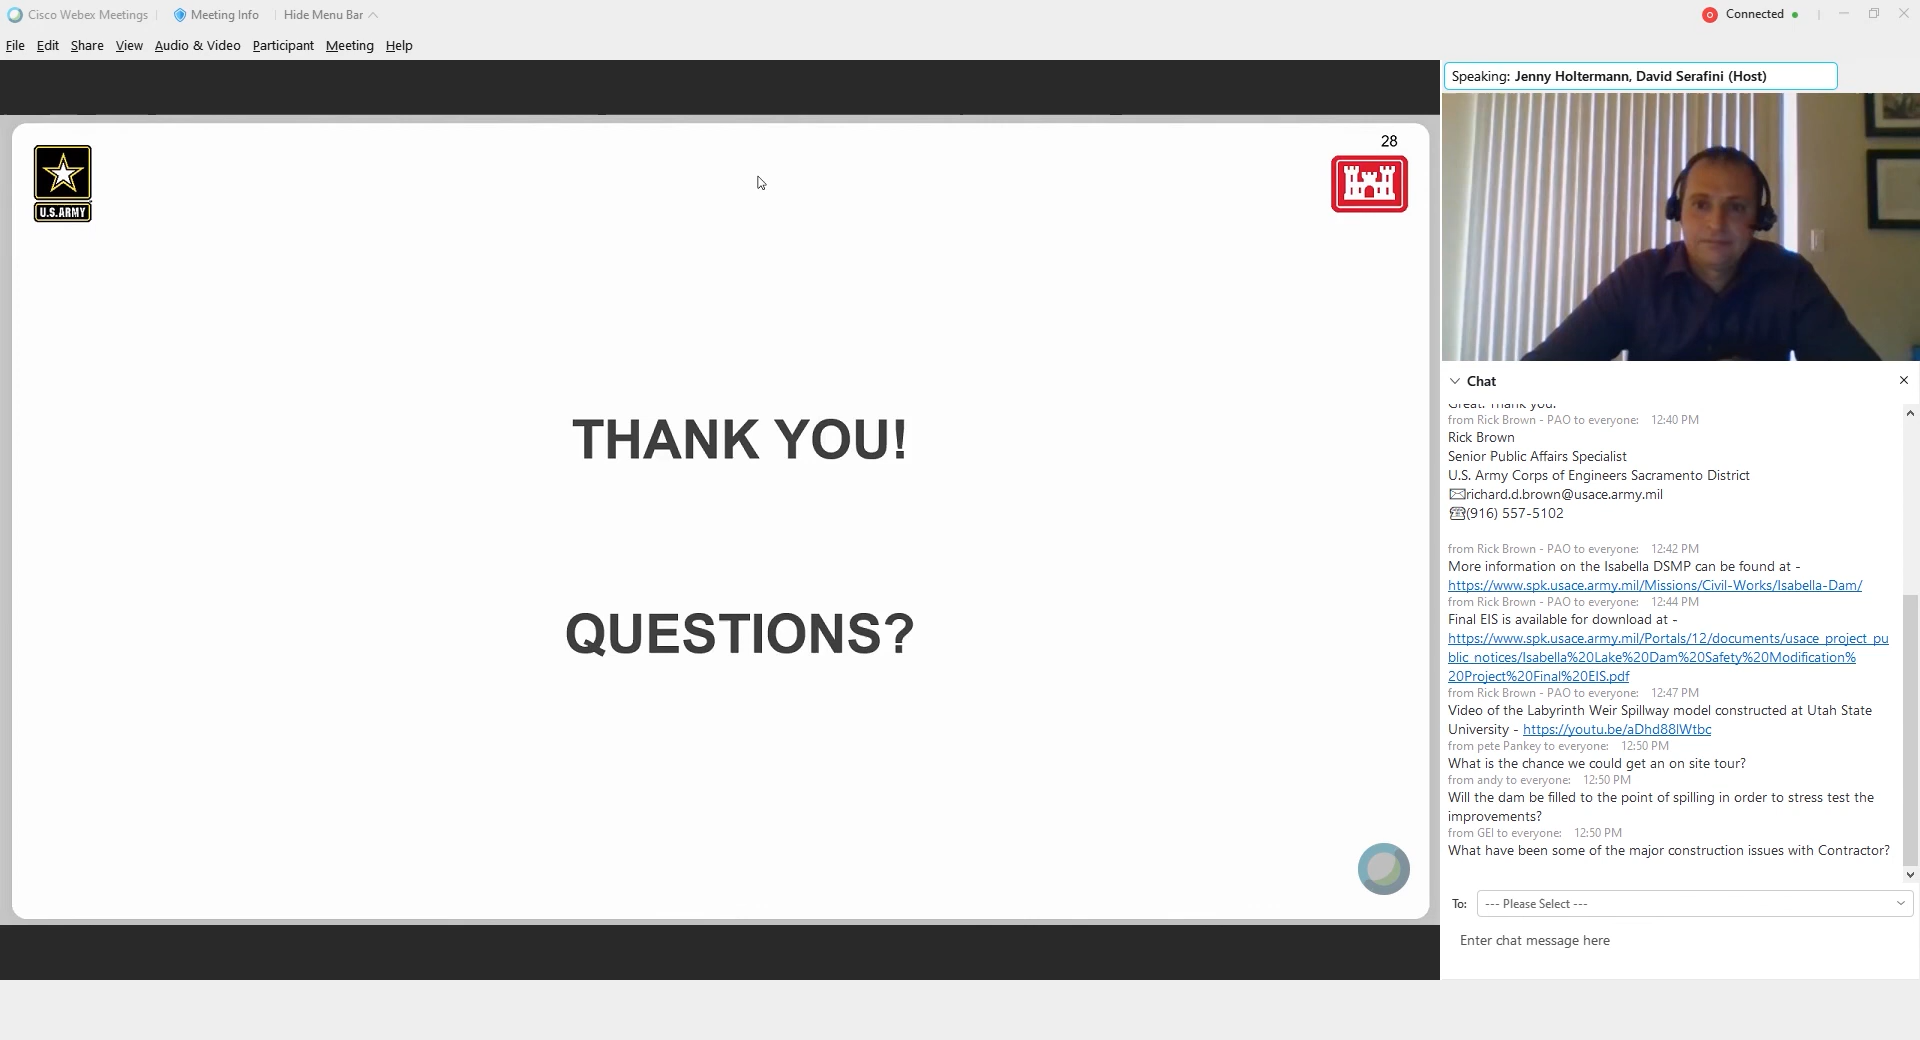 Cisco Webex Meetings
Meeting Info
Hide Menu Bar
Connected
File Edit Share View Audio & Video Participant Meeting Help
Speaking: Jenny Holtermann, David Serafini (Host)
28
U.S.ARMY
THANK YOU!
QUESTIONS?
Chat
Great. Thank you.
from Rick Brown - PAO to everyone: 12:40 PM
Rick Brown
Senior Public Affairs Specialist
U.S. Army Corps of Engineers Sacramento District
richard.d.brown@usace.army.mil
(916) 557-5102
from Rick Brown - PAO to everyone: 12:42 PM
More information on the Isabella DSMP can be found at -
https://www.spk.usace.army.mil/Missions/Civil-Works/Isabella-Dam/
from Rick Brown - PAO to everyone: 12:44 PM
Final EIS is available for download at -
https://www.spk.usace.army.mil/Portals/12/documents/usace_project_pu
blic_notices/Isabella%20Lake%20Dam%20Safety%20Modification%
20Project%20Final%20EIS.pdf
from Rick Brown - PAO to everyone: 12:47 PM
Video of the Labyrinth Weir Spillway model constructed at Utah State
University - https://youtu.be/aDhd88lWtbc
from pete Pankey to everyone: 12:50 PM
What is the chance we could get an on site tour?
from andy to everyone: 12:50 PM
Will the dam be filled to the point of spilling in order to stress test the
improvements?
from GEI to everyone: 12:50 PM
What have been some of the major construction issues with Contractor?
To: --- Please Select ---
Enter chat message here